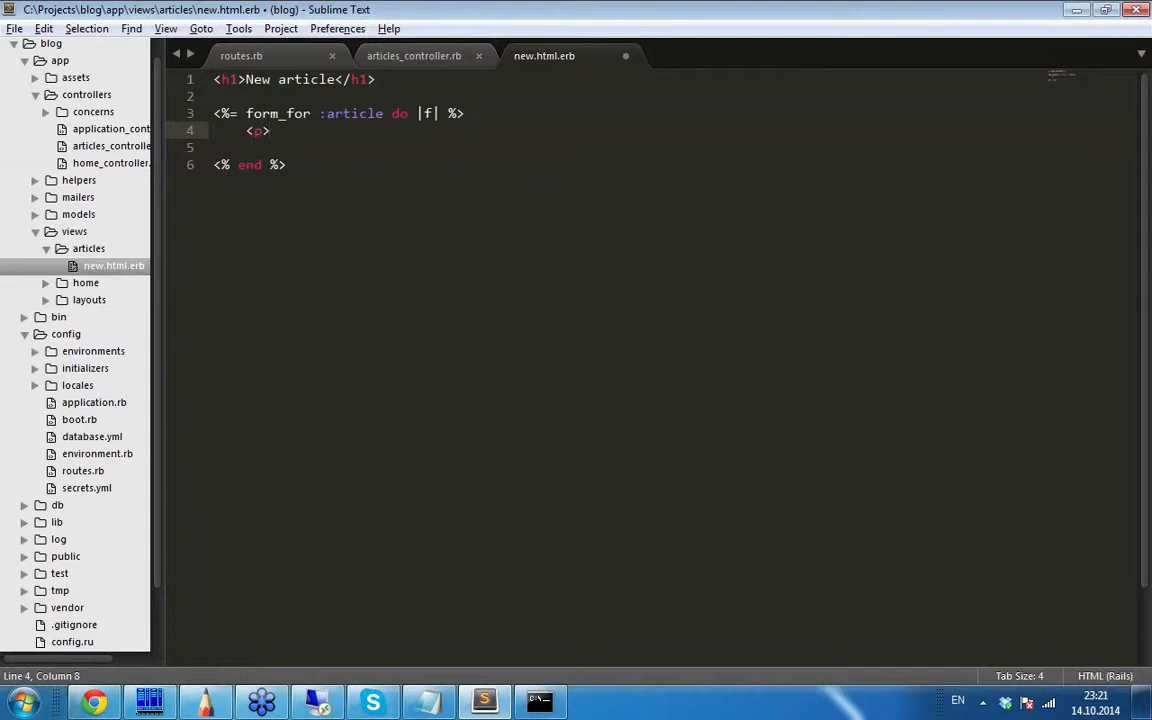 C:\Projects\blog\app\views\articles\new.html.erb • (blog) - Sublime Text
File Edit Selection Find View Goto Tools Project Preferences Help
blog
app
assets
controllers
concerns
application_cont
articles_controlle
home_controller.
helpers
mailers
models
views
articles
new.html.erb
home
layouts
bin
config
environments
initializers
locales
application.rb
boot.rb
database.yml
environment.rb
routes.rb
secrets.yml
db
lib
log
public
test
tmp
vendor
.gitignore
config.ru
routes.rb × articles_controller.rb × new.html.erb
1 <h1>New article</h1>
2
3 <%= form_for :article do |f| %>
4 <p>
5
6 <% end %>
Line 4, Column 8 Tab Size: 4 HTML (Rails)
EN 23:21
14.10.2014